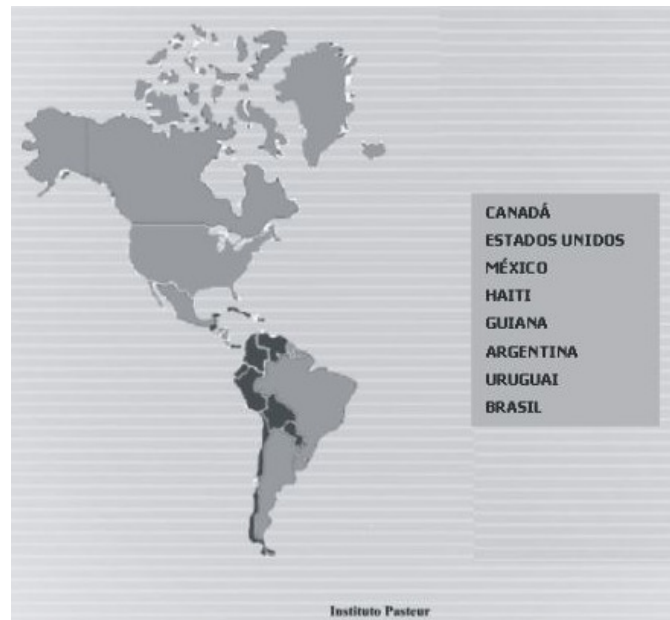 CANADÁ
ESTADOS UNIDOS
MÉXICO
HAITI
GUIANA
ARGENTINA
URUGUAI
BRASIL
Instituto Pasteur